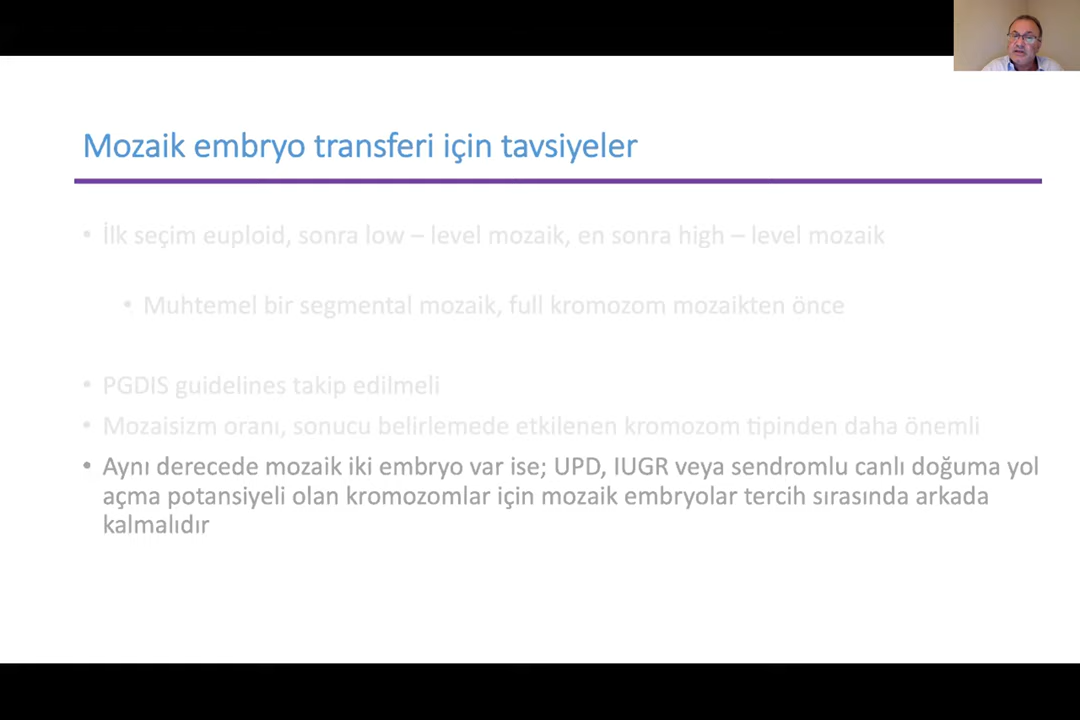 Mozaik embryo transferi için tavsiyeler
• İlk seçim euploid, sonra low – level mozaik, en sonra high – level mozaik
• Muhtemel bir segmental mozaik, full kromozom mozaikten önce
• PGDIS guidelines takip edilmeli
• Mozaisizm oranı, sonucu belirlemede etkilenen kromozom tipinden daha önemli
• Aynı derecede mozaik iki embryo var ise; UPD, IUGR veya sendromlu canlı doğuma yol
açma potansiyeli olan kromozomlar için mozaik embryolar tercih sırasında arkada
kalmalıdır